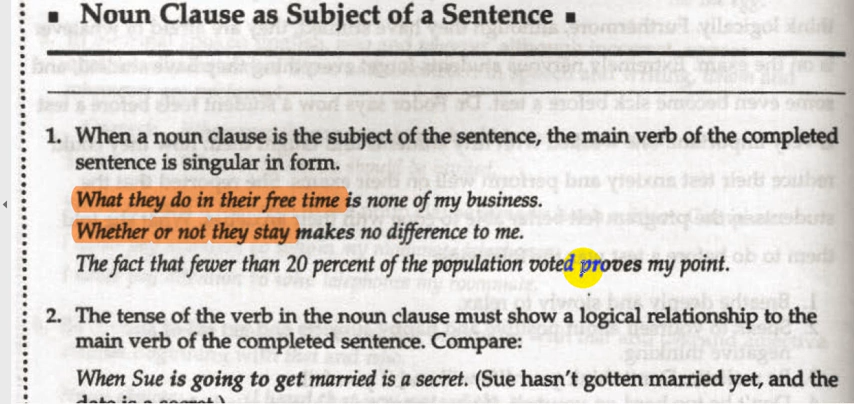 ▪ Noun Clause as Subject of a Sentence ▪
1. When a noun clause is the subject of the sentence, the main verb of the completed
sentence is singular in form.
What they do in their free time is none of my business.
Whether or not they stay makes no difference to me.
The fact that fewer than 20 percent of the population voted proves my point.
2. The tense of the verb in the noun clause must show a logical relationship to the
main verb of the completed sentence. Compare:
When Sue is going to get married is a secret. (Sue hasn't gotten married yet, and the
date is a secret.)